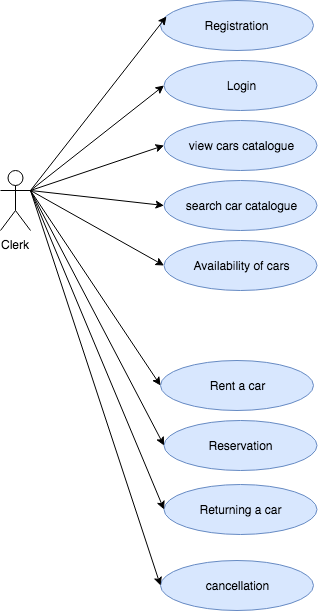 Registration
Login
view cars catalogue
search car catalogue
Clerk
Availability of cars
Rent a car
Reservation
Returning a car
cancellation